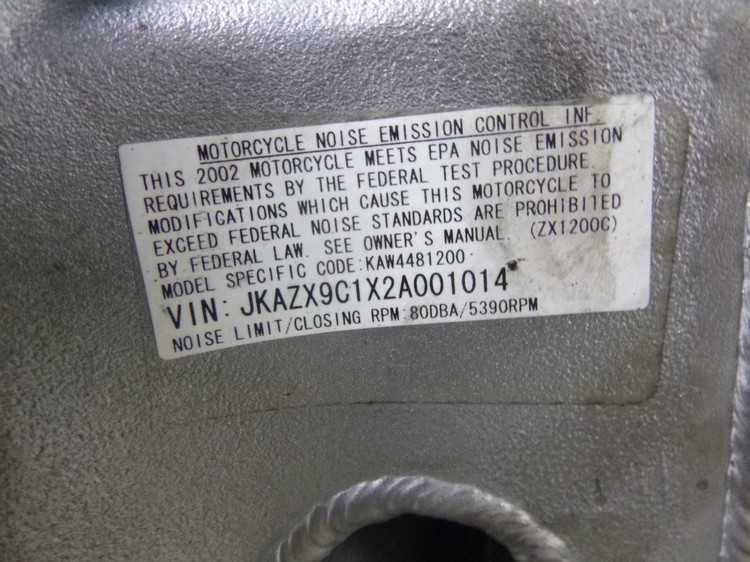 MOTORCYCLE NOISE EMISSION CONTROL INF.
THIS 2002 MOTORCYCLE MEETS EPA NOISE EMISSION
REQUIREMENTS BY THE FEDERAL TEST PROCEDURE.
MODIFICATIONS WHICH CAUSE THIS MOTORCYCLE TO
EXCEED FEDERAL NOISE STANDARDS ARE PROHIBITED
BY FEDERAL LAW. SEE OWNER'S MANUAL. (ZX1200C)
MODEL SPECIFIC CODE:KAW4481200
VIN: JKAZX9C1X2A001014
NOISE LIMIT/CLOSING RPM:80DBA/5390RPM